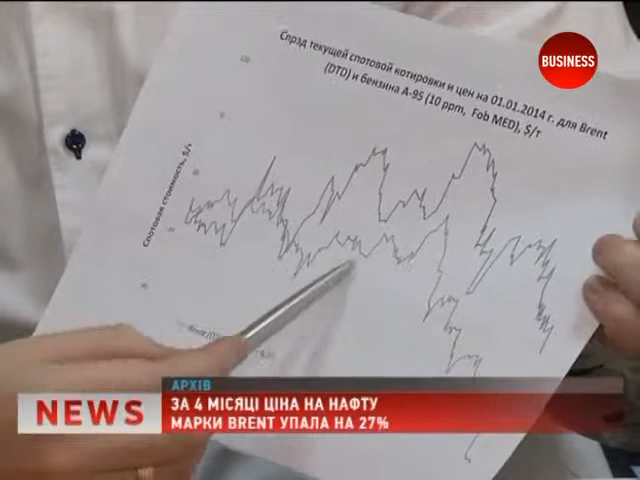 Спрэд текущей спотовой котировки и цен на 01.01.2014 г. для Brent
(DTD) и бензина А-95 (10 ppm, Fob MED), $/т
BUSINESS
Спотовая стоимость, $/т
АРХІВ
NEWS
ЗА 4 МІСЯЦІ ЦІНА НА НАФТУ
МАРКИ BRENT УПАЛА НА 27%